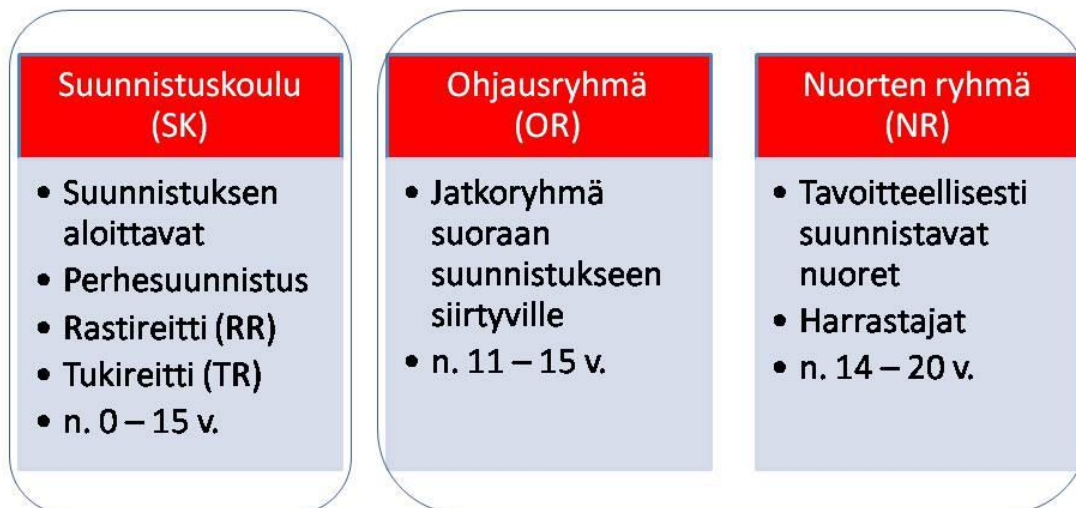 Suunnistuskoulu
(SK)
• Suunnistuksen
aloittavat
• Perhesuunnistus
• Rastireitti (RR)
• Tukireitti (TR)
• n. 0 – 15 v.
Ohjausryhmä
(OR)
• Jatkoryhmä
suoraan
suunnistukseen
siirtyville
• n. 11 – 15 v.
Nuorten ryhmä
(NR)
• Tavoitteellisesti
suunnistavat
nuoret
• Harrastajat
• n. 14 – 20 v.